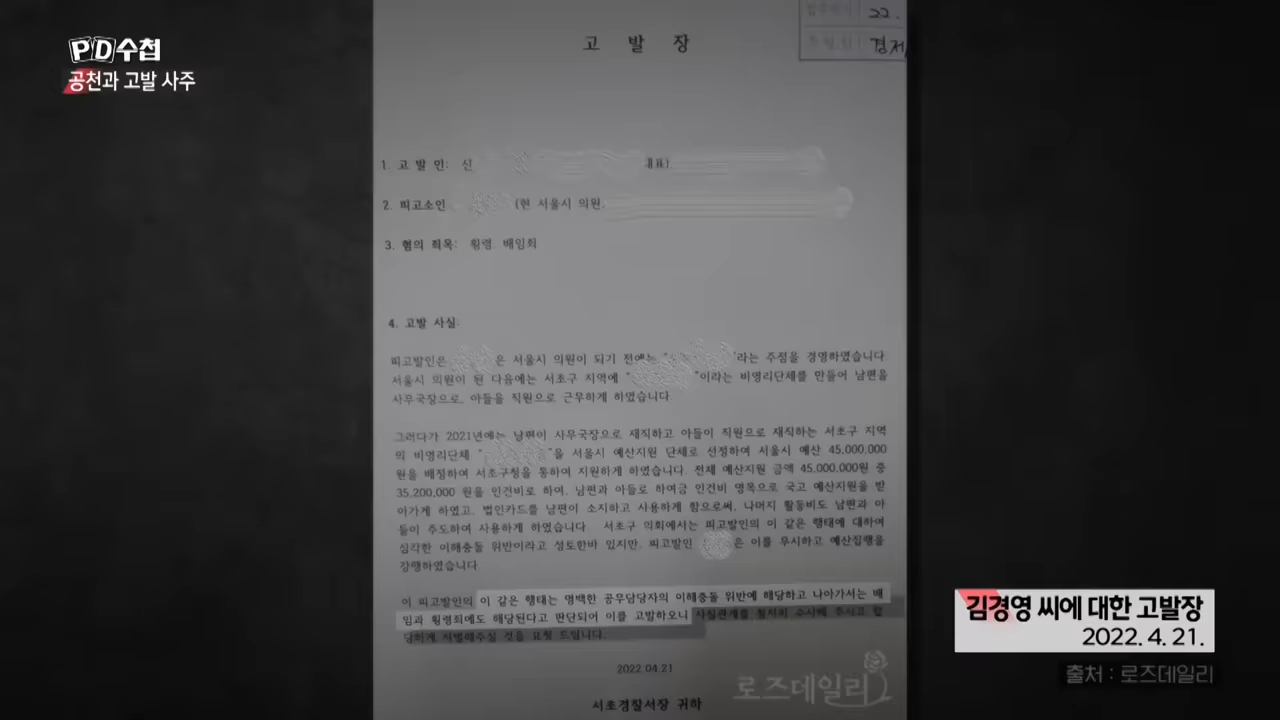 PD수첩
공천과 고발 사주
22.
경제
고 발 장
1. 고 발 인: 신
2. 피고소인 (현 서울시 의원,
3. 혐의 죄목: 횡령 배임죄
4. 고발 사실:
피고발인은 은 서울시 의원이 되기 전에는 " "라는 주점을 경영하였습니다
서울시 의원이 된 다음에는 서초구 지역에 " "이라는 비영리단체를 만들어 남편을
사무국장으로, 아들을 직원으로 근무하게 하였습니다.
그러다가 2021년에는 남편이 사무국장으로 재직하고 아들이 직원으로 재직하는 서초구 지역
의 비영리단체 " "을 서울시 예산지원 단체로 선정하여 서울시 예산 45,000,000
원을 배정하여 서초구청을 통하여 지원하게 하였습니다. 전체 예산지원 금액 45,000,000원 중
35,200,000 원을 인건비로 하여, 남편과 아들로 하여금 인건비 명목으로 국고 예산지원을 받
아가게 하였고, 법인카드를 남편이 소지하고 사용하게 함으로써, 나머지 활동비도 남편과 아
들이 주도하여 사용하게 하였습니다. 서초구 의회에서는 피고발인의 이 같은 행태에 대하여
심각한 이해충돌 위반이라고 성토한바 있지만, 피고발인 은 이를 무시하고 예산집행을
강행하였습니다
이 피고발인의 이 같은 행태는 명백한 공무담당자의 이해충돌 위반에 해당하고 나아가서는 배
임과 횡령죄에도 해당된다고 판단되어 이를 고발하오니 사실관계를 철저히 수사해 주시고 합
당하게 처벌해주실 것을 요청 드립니다.
2022.04.21
서초경찰서장 귀하
로즈데일리
김경영 씨에 대한 고발장
2022. 4. 21.
출처 : 로즈데일리